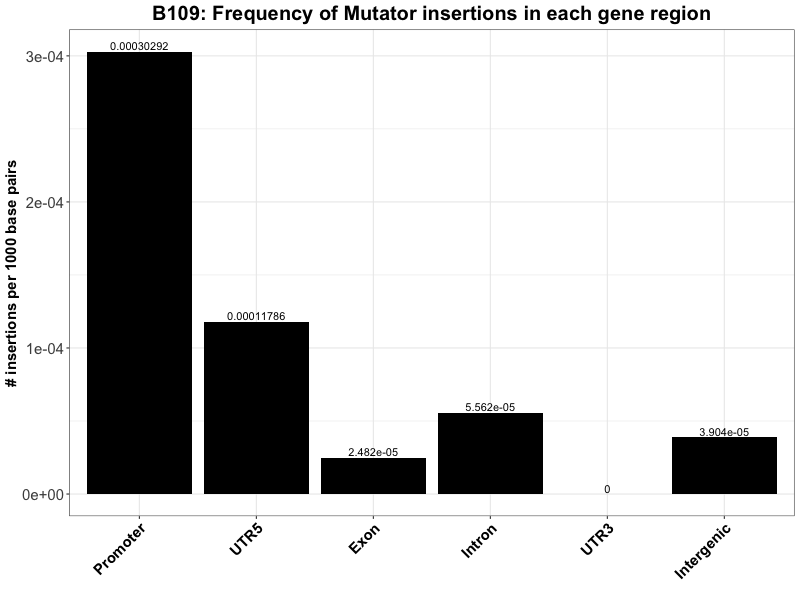 B109: Frequency of Mutator insertions in each gene region
# insertions per 1000 base pairs
3e-04
2e-04
1e-04
0e+00
0.00030292
0.00011786
2.482e-05
5.562e-05
0
3.904e-05
Promoter
UTR5
Exon
Intron
UTR3
Intergenic